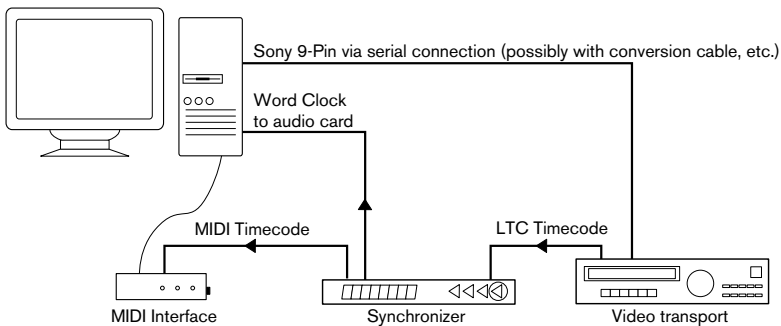 Sony 9-Pin via serial connection (possibly with conversion cable, etc.)
Word Clock
to audio card
MIDI Timecode
LTC Timecode
MIDI Interface
Synchronizer
Video transport